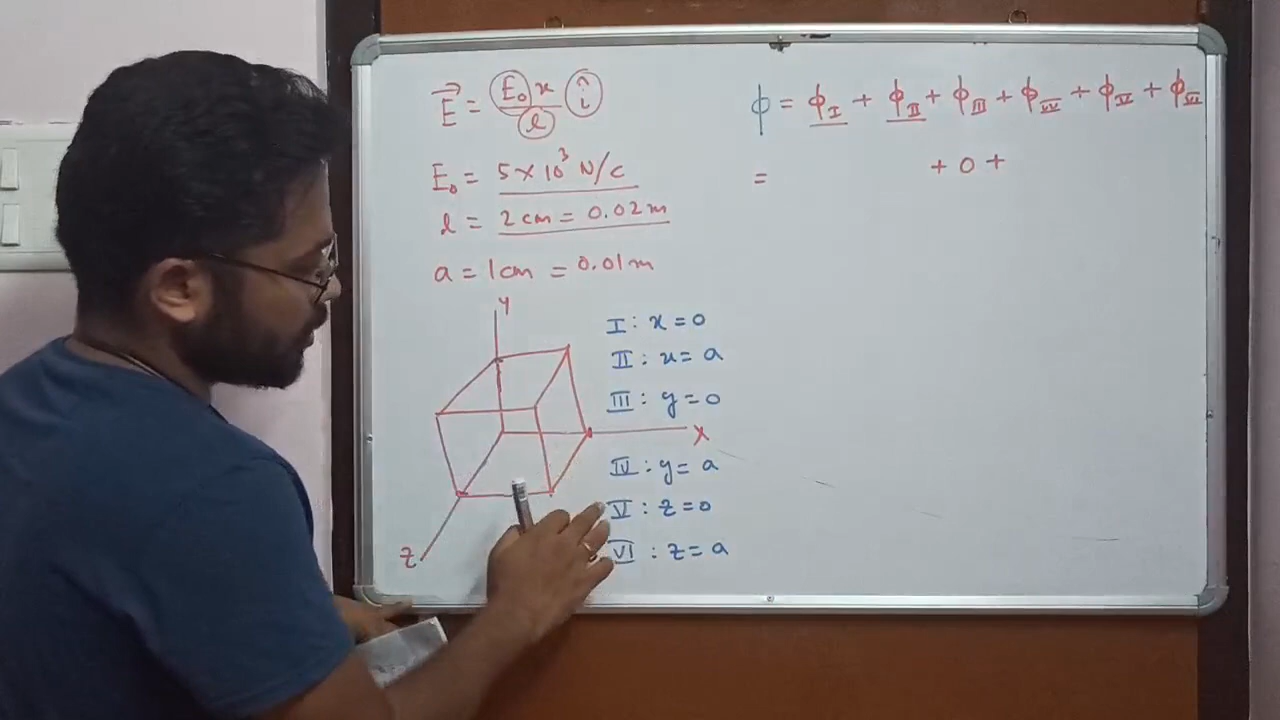 E⃗ = E₀x/l î
E₀ = 5×10³ N/C
l = 2cm = 0.02m
a = 1cm = 0.01m
y
x
z
I : x=0
II : x= a
III : y=0
IV : y= a
V : z=0
VI : z= a
ϕ = ϕ_I + ϕ_II + ϕ_III + ϕ_IV + ϕ_V + ϕ_VI
= + 0 +